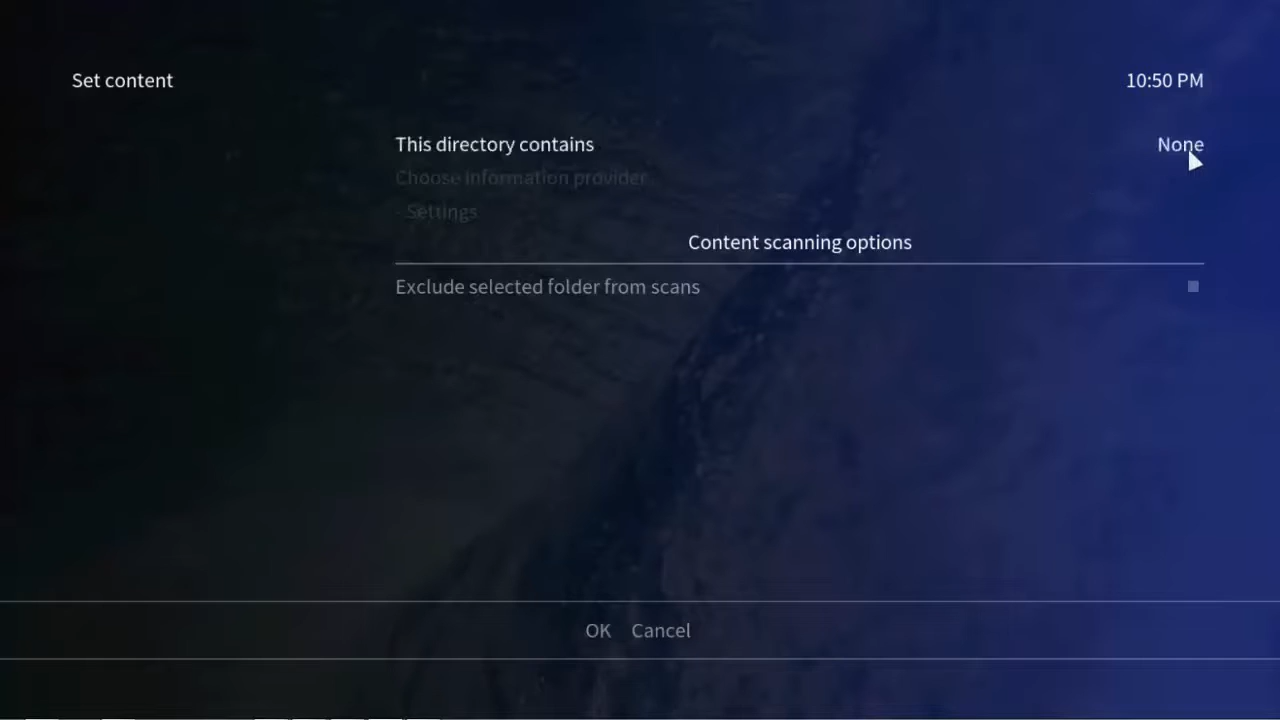 Set content
10:50 PM
This directory contains
None
Choose information provider
- Settings
Content scanning options
Exclude selected folder from scans
OK
Cancel